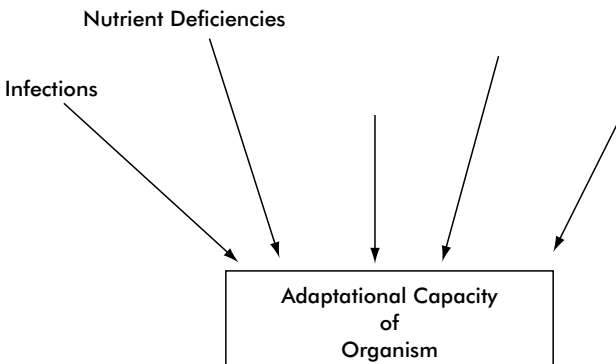 Nutrient Deficiencies
Infections
Adaptational Capacity
of
Organism